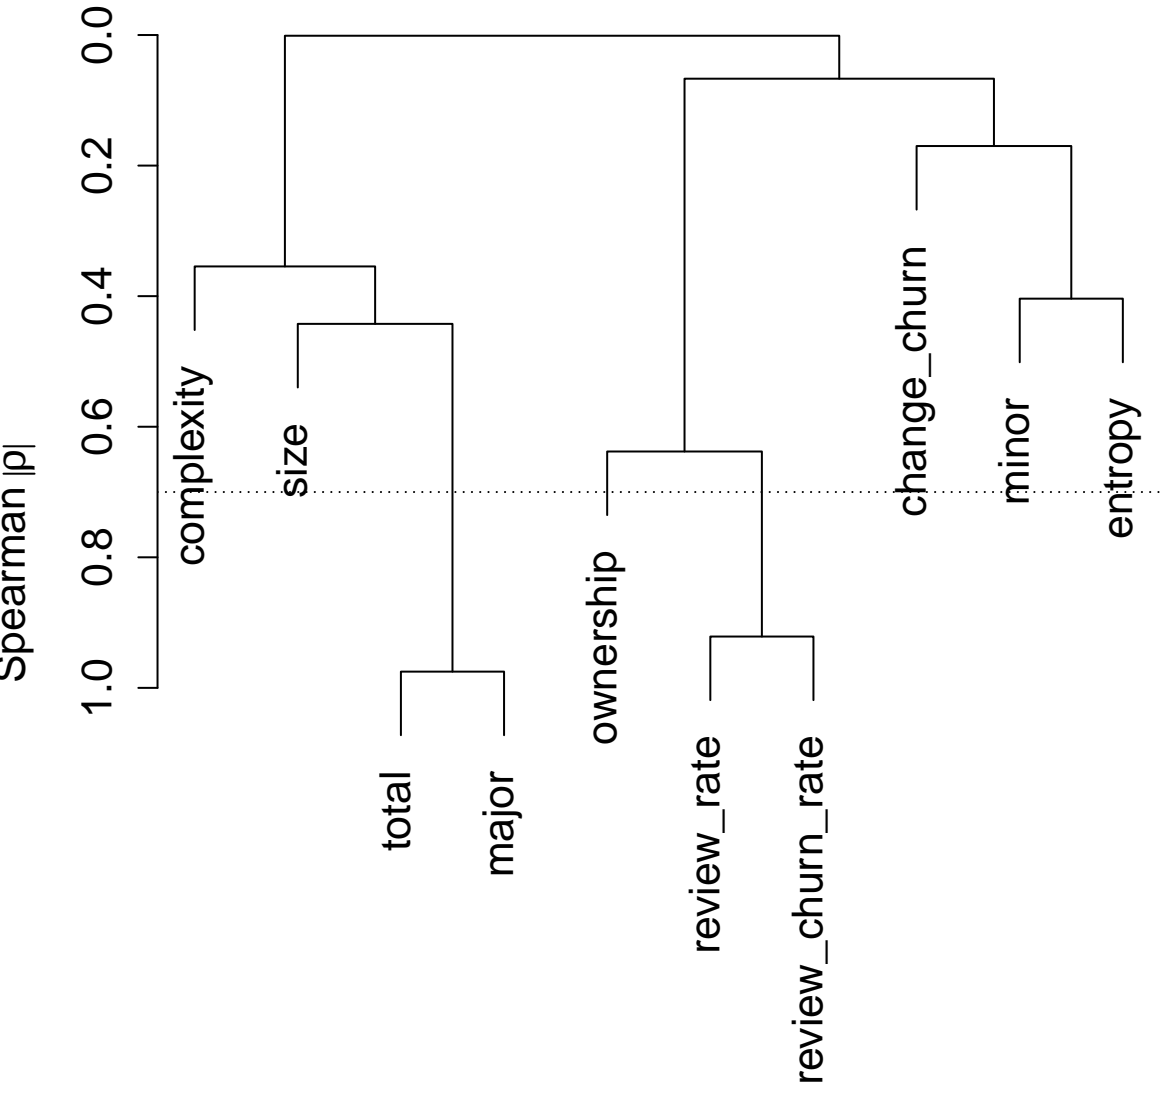 Spearman |ρ|
0.0
0.2
0.4
0.6
0.8
1.0
complexity
size
total
major
ownership
review_rate
review_churn_rate
change_churn
minor
entropy